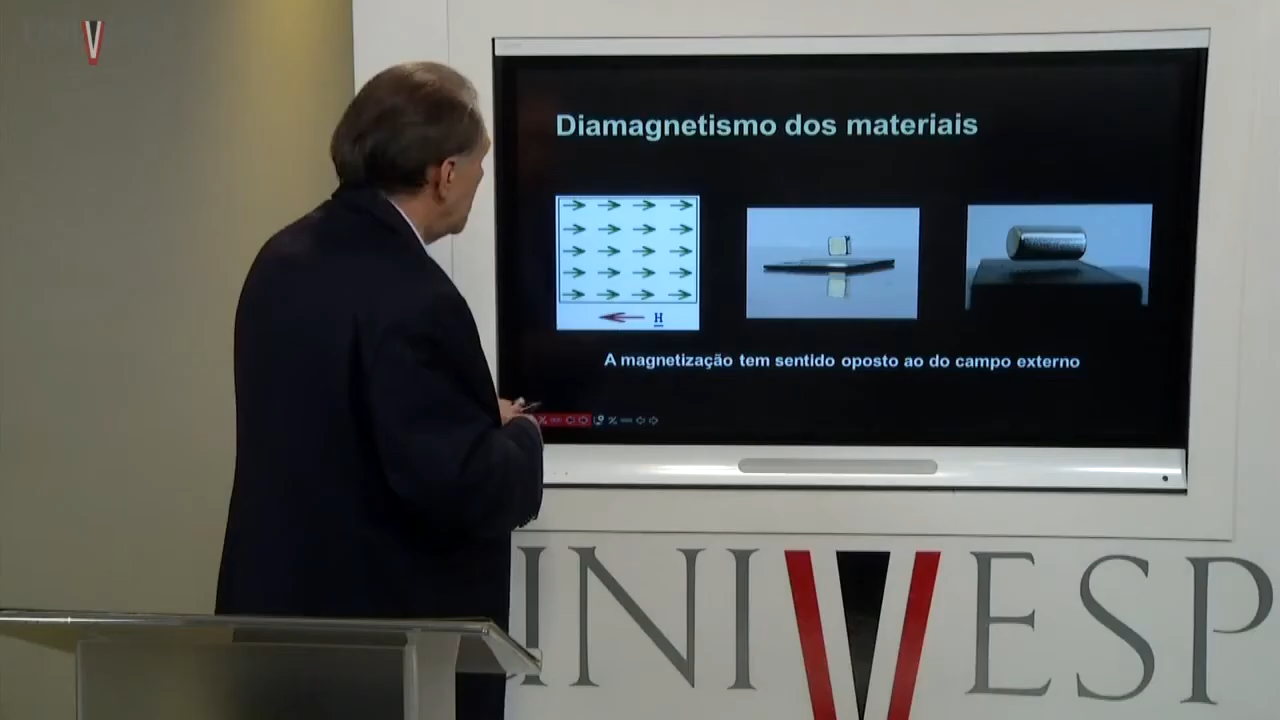 Diamagnetismo dos materiais
H
A magnetização tem sentido oposto ao do campo externo
UNIVESP